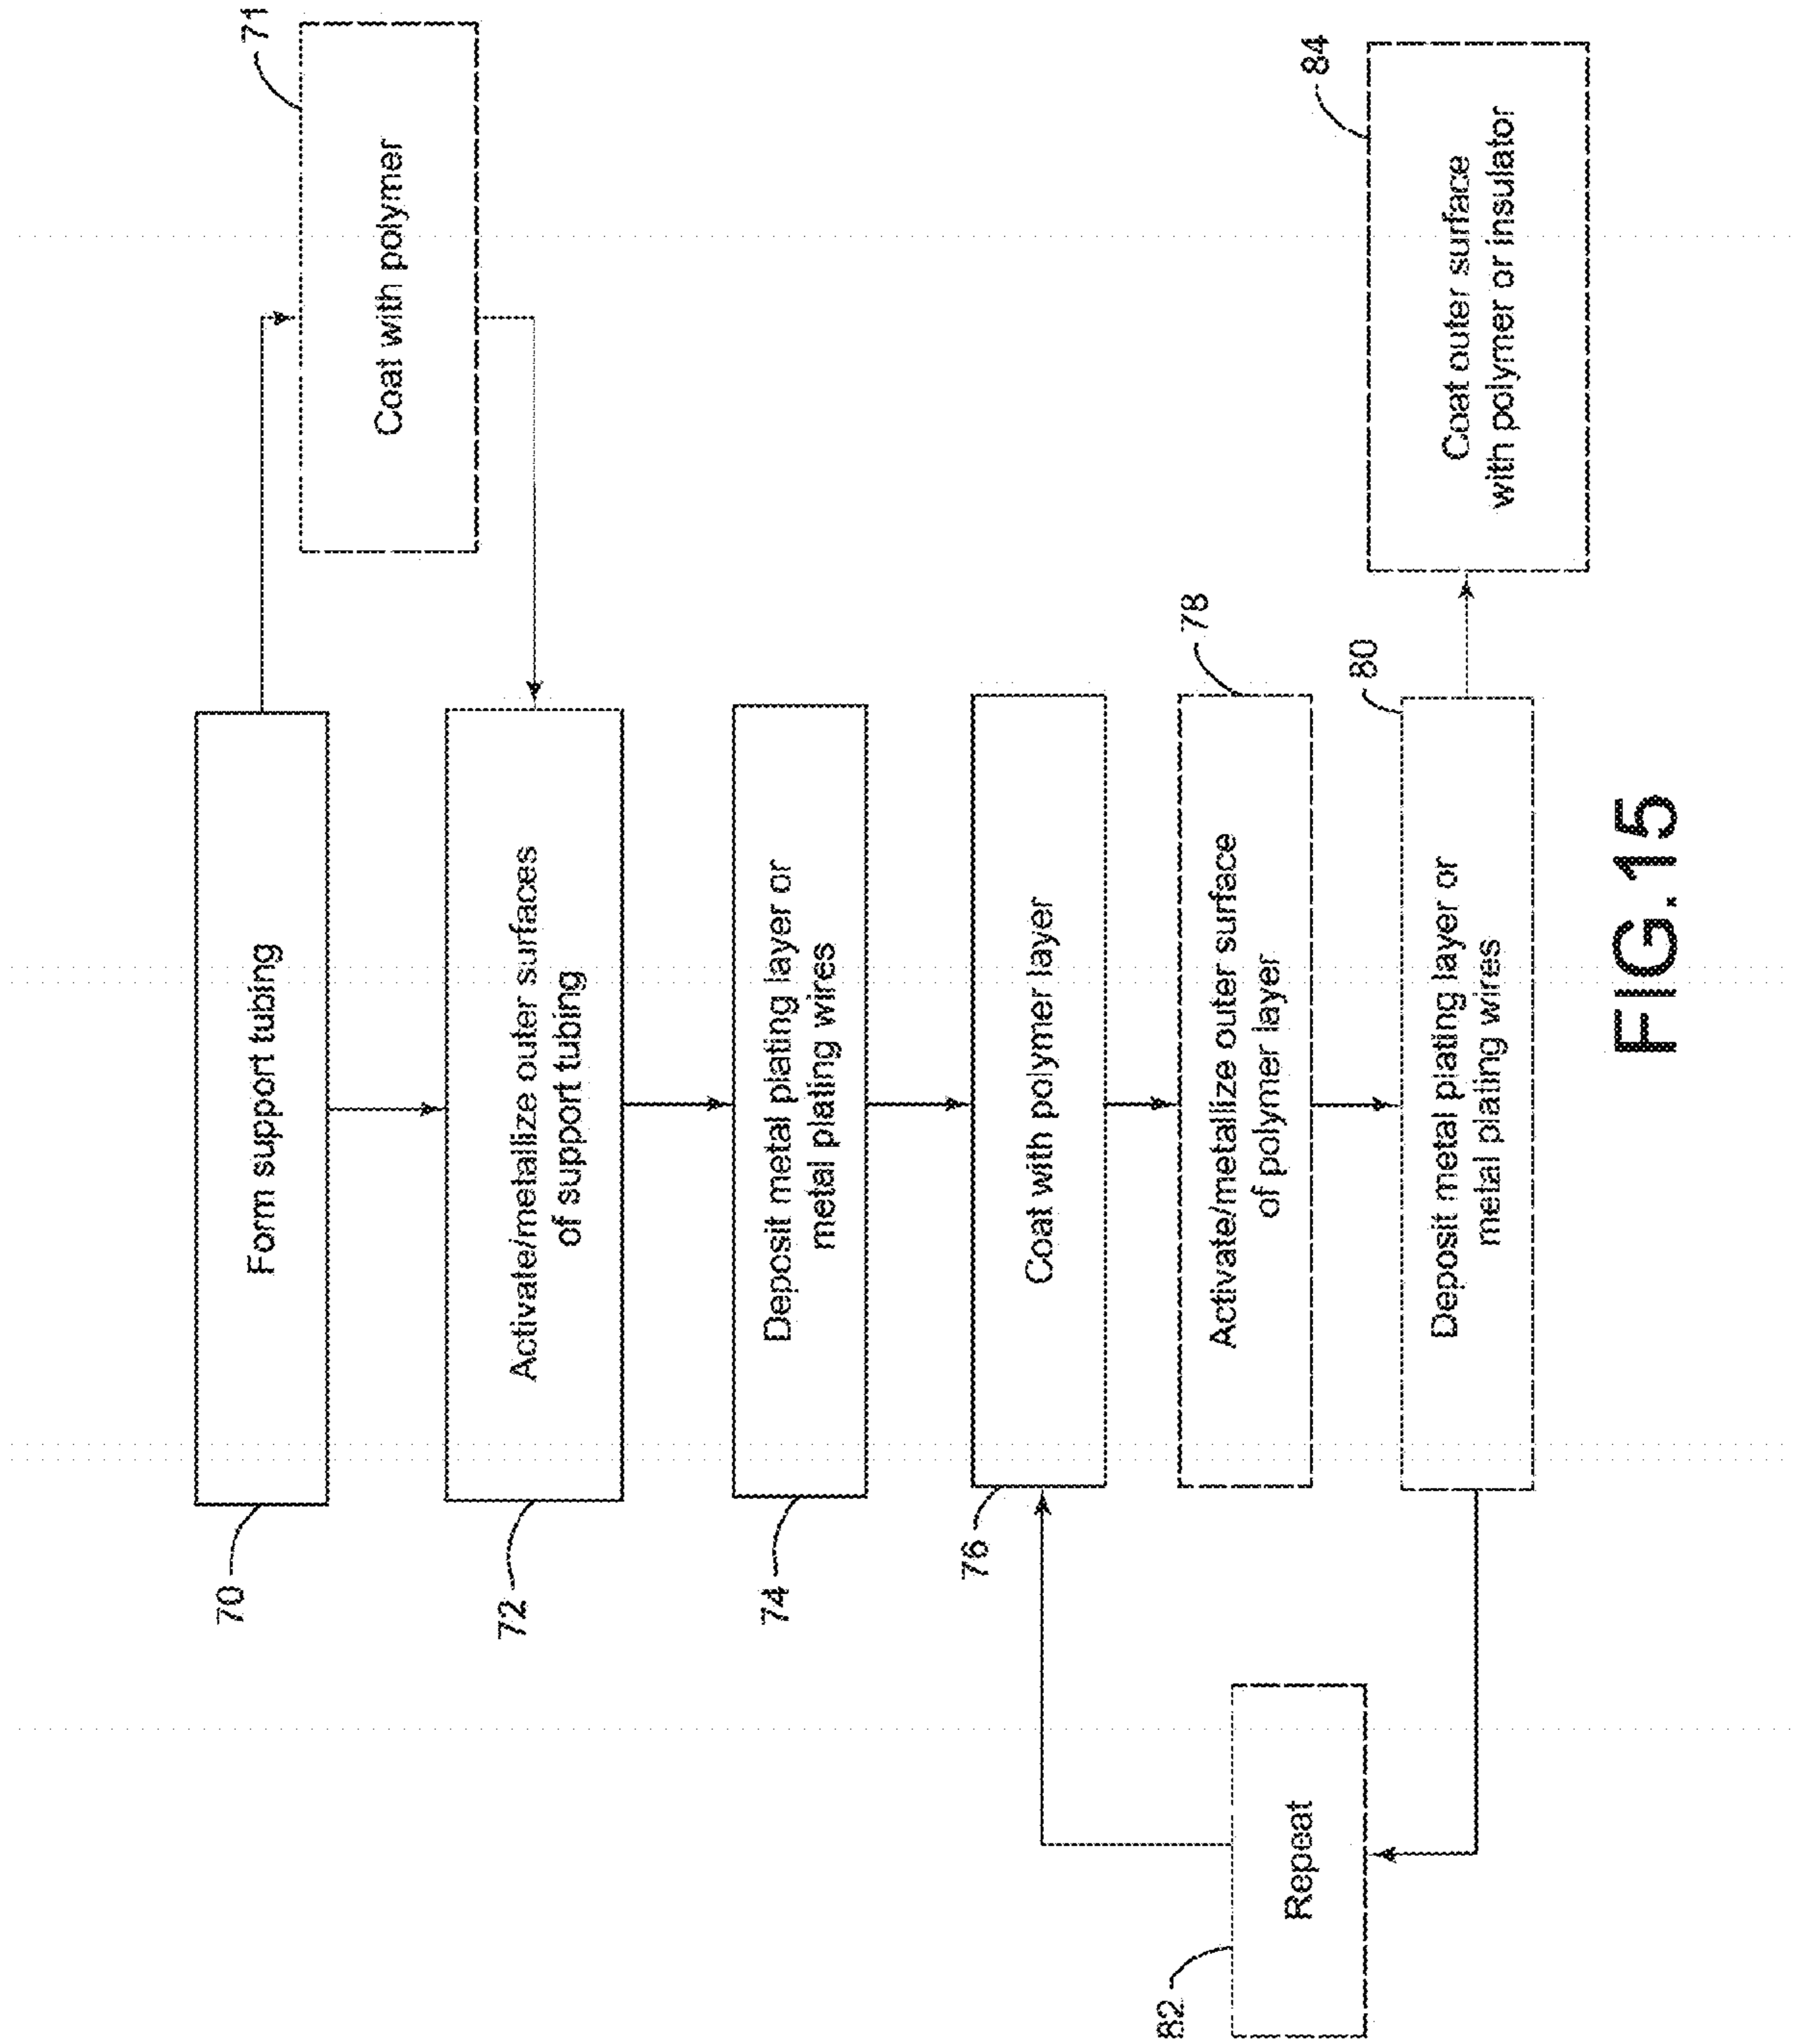 70
Form support tubing
71
Coat with polymer
72
Activate/metallize outer surfaces
of support tubing
74
Deposit metal plating layer or
metal plating wires
76
Coat with polymer layer
78
Activate/metallize outer surface
of polymer layer
80
Deposit metal plating layer or
metal plating wires
82
Repeat
84
Coat outer surface
with polymer or insulator
FIG.15